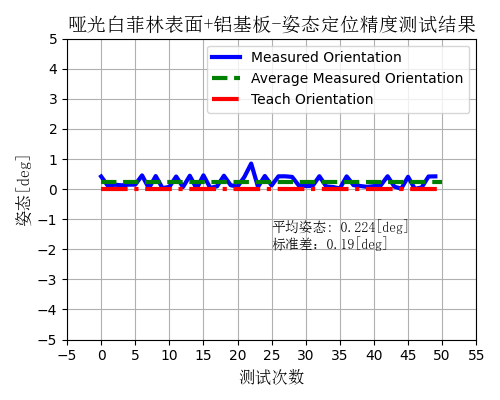 哑光白菲林表面+铝基板-姿态定位精度测试结果
Measured Orientation
Average Measured Orientation
Teach Orientation
姿态[deg]
5
4
3
2
1
0
−1
−2
−3
−4
−5
平均姿态: 0.224[deg]
标准差: 0.19[deg]
−5 0 5 10 15 20 25 30 35 40 45 50 55
测试次数